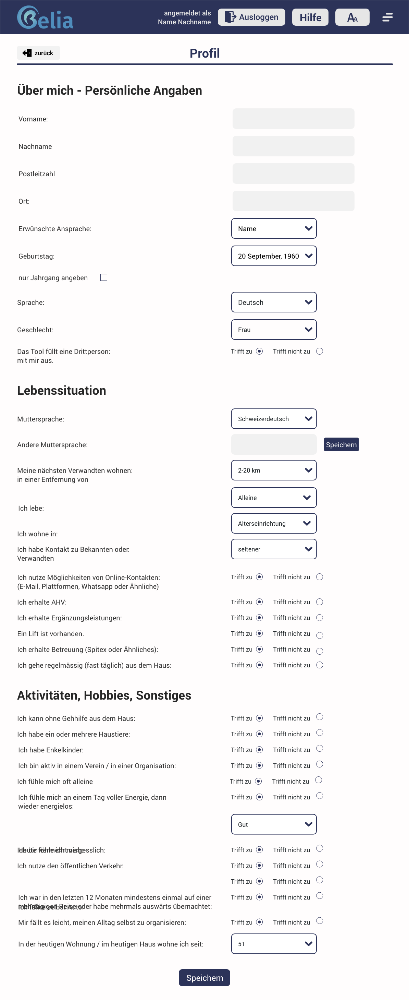 Belia
angemeldet als
Name Nachname
Ausloggen
Hilfe
AA
zurück
Profil
Über mich - Persönliche Angaben
Vorname:
Nachname
Postleitzahl
Ort:
Erwünschte Ansprache:
Name
Geburtstag:
20 September, 1960
nur Jahrgang angeben
Sprache:
Deutsch
Geschlecht:
Frau
Das Tool füllt eine Drittperson:
mit mir aus.
Trifft zu Trifft nicht zu
Lebenssituation
Muttersprache:
Schweizerdeutsch
Andere Muttersprache:
Speichern
Meine nächsten Verwandten wohnen:
in einer Entfernung von
2-20 km
Alleine
Ich lebe:
Alterseinrichtung
Ich wohne in:
Ich habe Kontakt zu Bekannten oder:
Verwandten
seltener
Ich nutze Möglichkeiten von Online-Kontakten:
(E-Mail, Plattformen, Whatsapp oder Ähnliche)
Trifft zu Trifft nicht zu
Ich erhalte AHV:
Trifft zu Trifft nicht zu
Ich erhalte Ergänzungsleistungen:
Trifft zu Trifft nicht zu
Ein Lift ist vorhanden.
Trifft zu Trifft nicht zu
Ich erhalte Betreuung (Spitex oder Ähnliches):
Trifft zu Trifft nicht zu
Ich gehe regelmässig (fast täglich) aus dem Haus:
Trifft zu Trifft nicht zu
Aktivitäten, Hobbies, Sonstiges
Ich kann ohne Gehhilfe aus dem Haus:
Trifft zu Trifft nicht zu
Ich habe ein oder mehrere Haustiere:
Trifft zu Trifft nicht zu
Ich habe Enkelkinder:
Trifft zu Trifft nicht zu
Ich bin aktiv in einem Verein / in einer Organisation:
Trifft zu Trifft nicht zu
Ich fühle mich oft alleine
Trifft zu Trifft nicht zu
Ich fühle mich an einem Tag voller Energie, dann
wieder energielos:
Trifft zu Trifft nicht zu
Gut
Heute fühle ich mich:
Ich bin vermehrt vergesslich:
Trifft zu Trifft nicht zu
Ich nutze den öffentlichen Verkehr:
Trifft zu Trifft nicht zu
Trifft zu Trifft nicht zu
Ich war in den letzten 12 Monaten mindestens einmal auf einer
mehrtägigen Reise oder habe mehrmals auswärts übernachtet:
Ich fahre selbst Auto:
Trifft zu Trifft nicht zu
Mir fällt es leicht, meinen Alltag selbst zu organisieren:
Trifft zu Trifft nicht zu
In der heutigen Wohnung / im heutigen Haus wohne ich seit:
51
Speichern